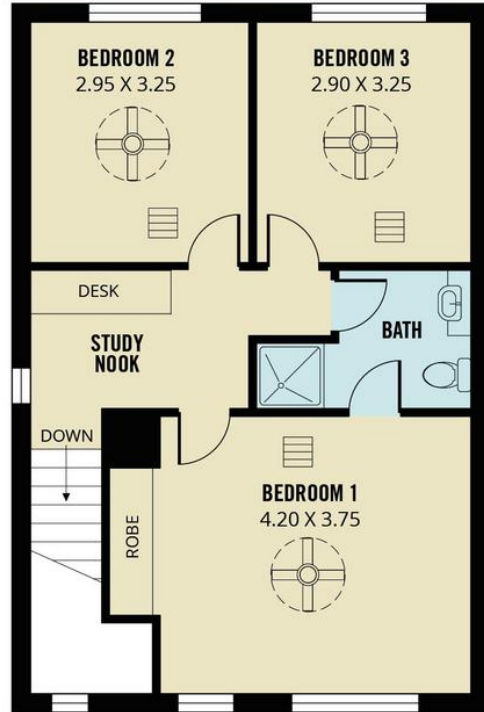 BEDROOM 2
2.95 X 3.25
BEDROOM 3
2.90 X 3.25
DESK
STUDY
NOOK
BATH
DOWN
ROBE
BEDROOM 1
4.20 X 3.75